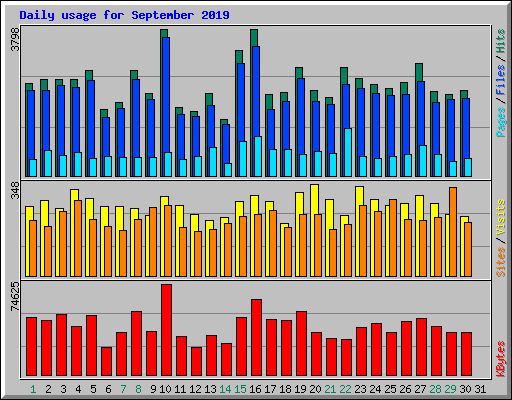 Daily usage for September 2019
3798
Pages / Files / Hits
348
Sites / Visits
74625
KBytes
1 2 3 4 5 6 7 8 9 10 11 12 13 14 15 16 17 18 19 20 21 22 23 24 25 26 27 28 29 30 31